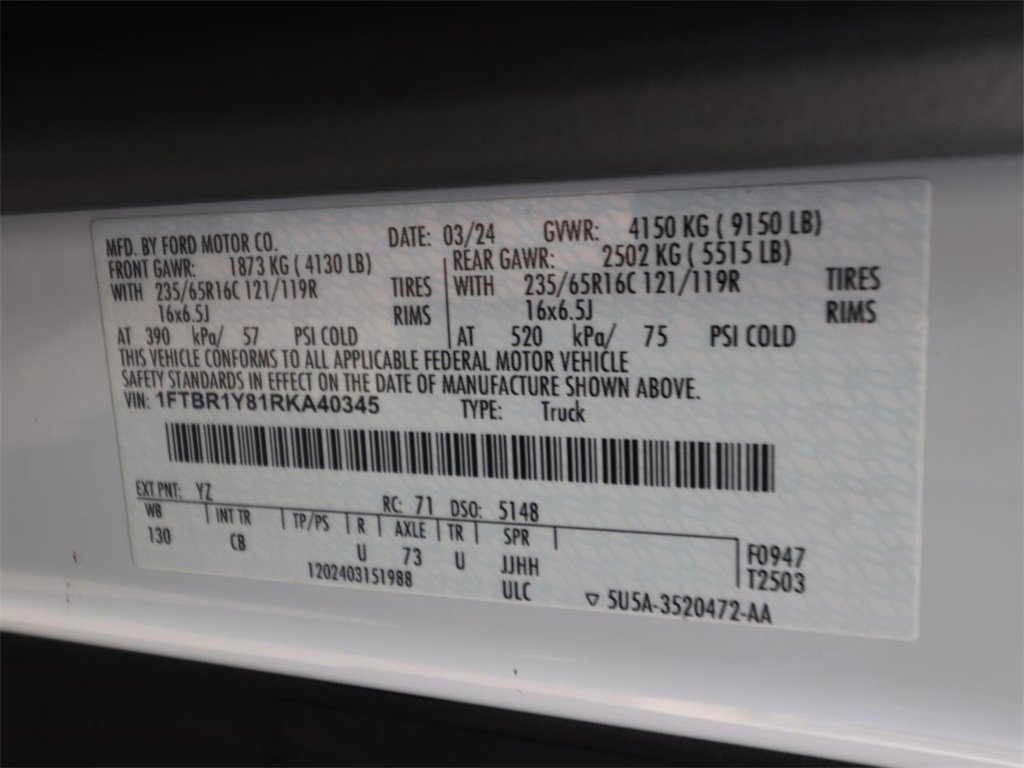 MFD. BY FORD MOTOR CO. DATE: 03/24 GVWR: 4150 KG ( 9150 LB)
FRONT GAWR: 1873 KG ( 4130 LB) REAR GAWR: 2502 KG ( 5515 LB)
WITH 235/65R16C 121/119R TIRES WITH 235/65R16C 121/119R TIRES
16x6.5J RIMS 16x6.5J RIMS
AT 390 kPa/ 57 PSI COLD AT 520 kPa/ 75 PSI COLD
THIS VEHICLE CONFORMS TO ALL APPLICABLE FEDERAL MOTOR VEHICLE
SAFETY STANDARDS IN EFFECT ON THE DATE OF MANUFACTURE SHOWN ABOVE.
VIN: 1FTBR1Y81RKA40345 TYPE: Truck
EXT PNT: YZ RC: 71 DSO: 5148
WB INT TR TP/PS R AXLE TR SPR
130 CB U 73 U JJHH F0947
1202403151988 ULC T2503
5U5A-3520472-AA